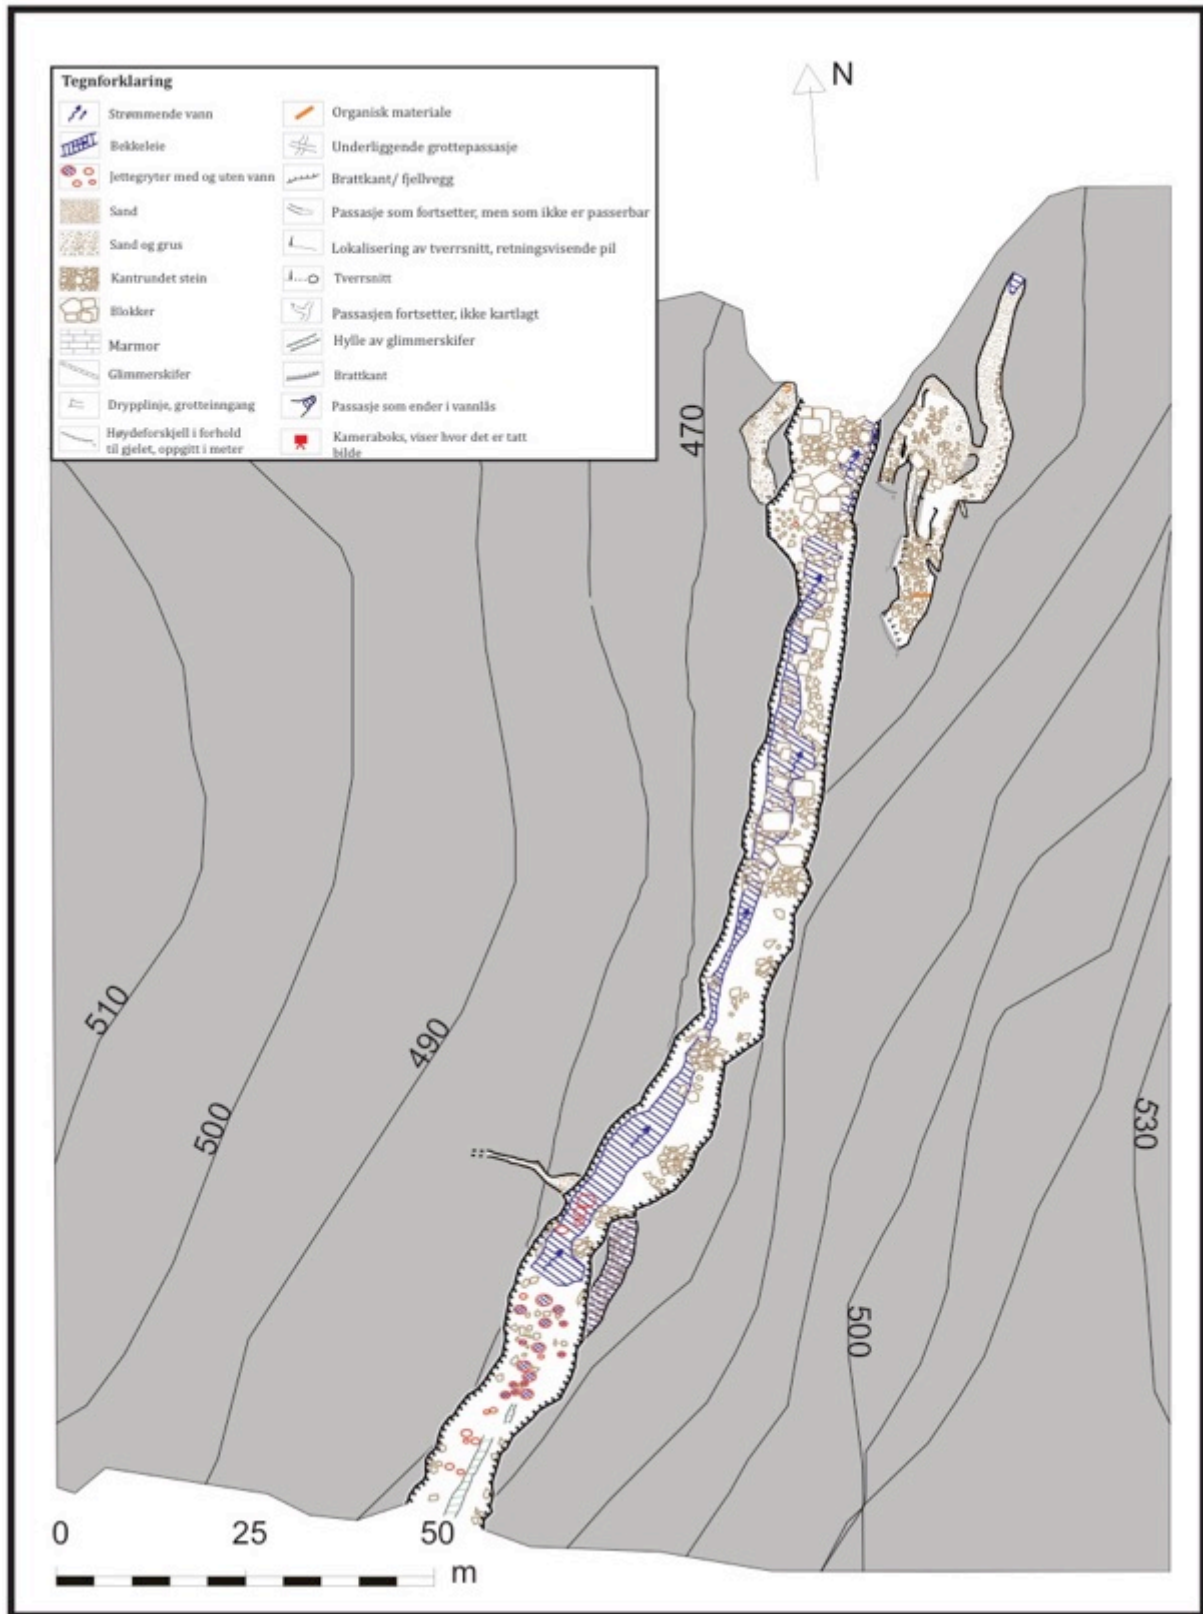 Tegnforklaring
Strømmende vann
Bekkeleie
Jettegryter med og uten vann
Sand
Sand og grus
Kantrundet stein
Blokker
Marmor
Glimmerskifer
Drypplinje, grotteinngang
Høydeforskjell i forhold
til gjelet, oppgitt i meter
Organisk materiale
Underliggende grottepassasje
Brattkant/ fjellvegg
Passasje som fortsetter, men som ikke er passerbar
Lokalisering av tverrsnitt, retningsvisende pil
Tverrsnitt
Passasjen fortsetter, ikke kartlagt
Hylle av glimmerskifer
Brattkant
Passasje som ender i vannlås
Kameraboks, viser hvor det er tatt
bilde
N
470
510
490
500
530
500
0 25 50
m